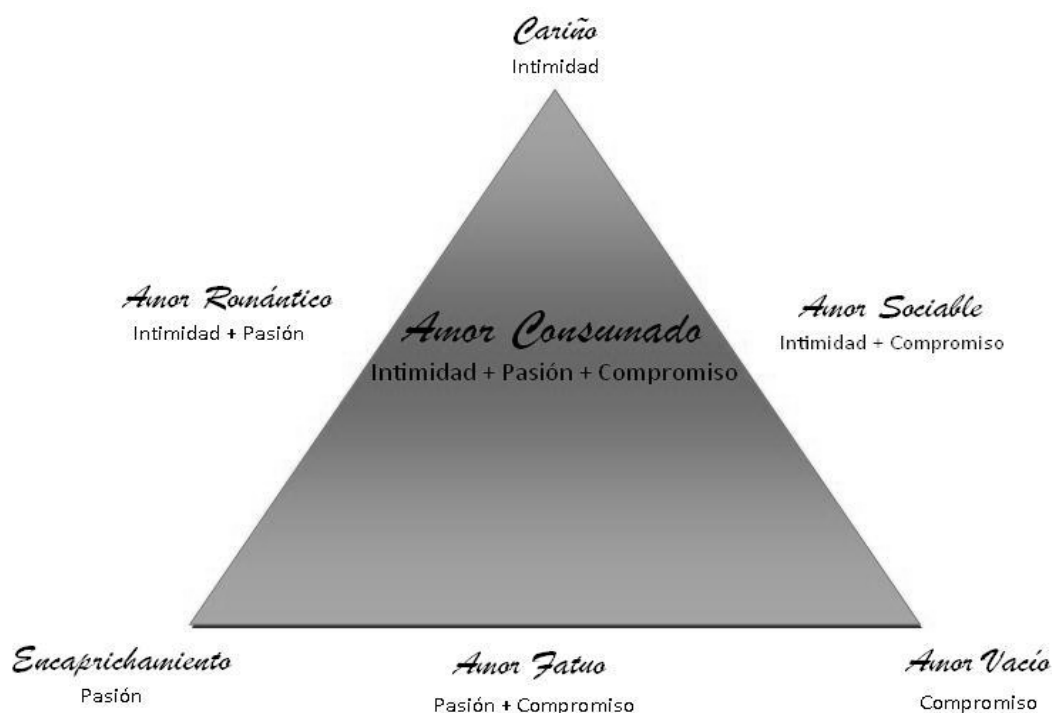 Cariño
Intimidad
Amor Romántico
Intimidad + Pasión
Amor Consumado
Intimidad + Pasión + Compromiso
Amor Sociable
Intimidad + Compromiso
Encaprichamiento
Pasión
Amor Fatuo
Pasión + Compromiso
Amor Vacío
Compromiso